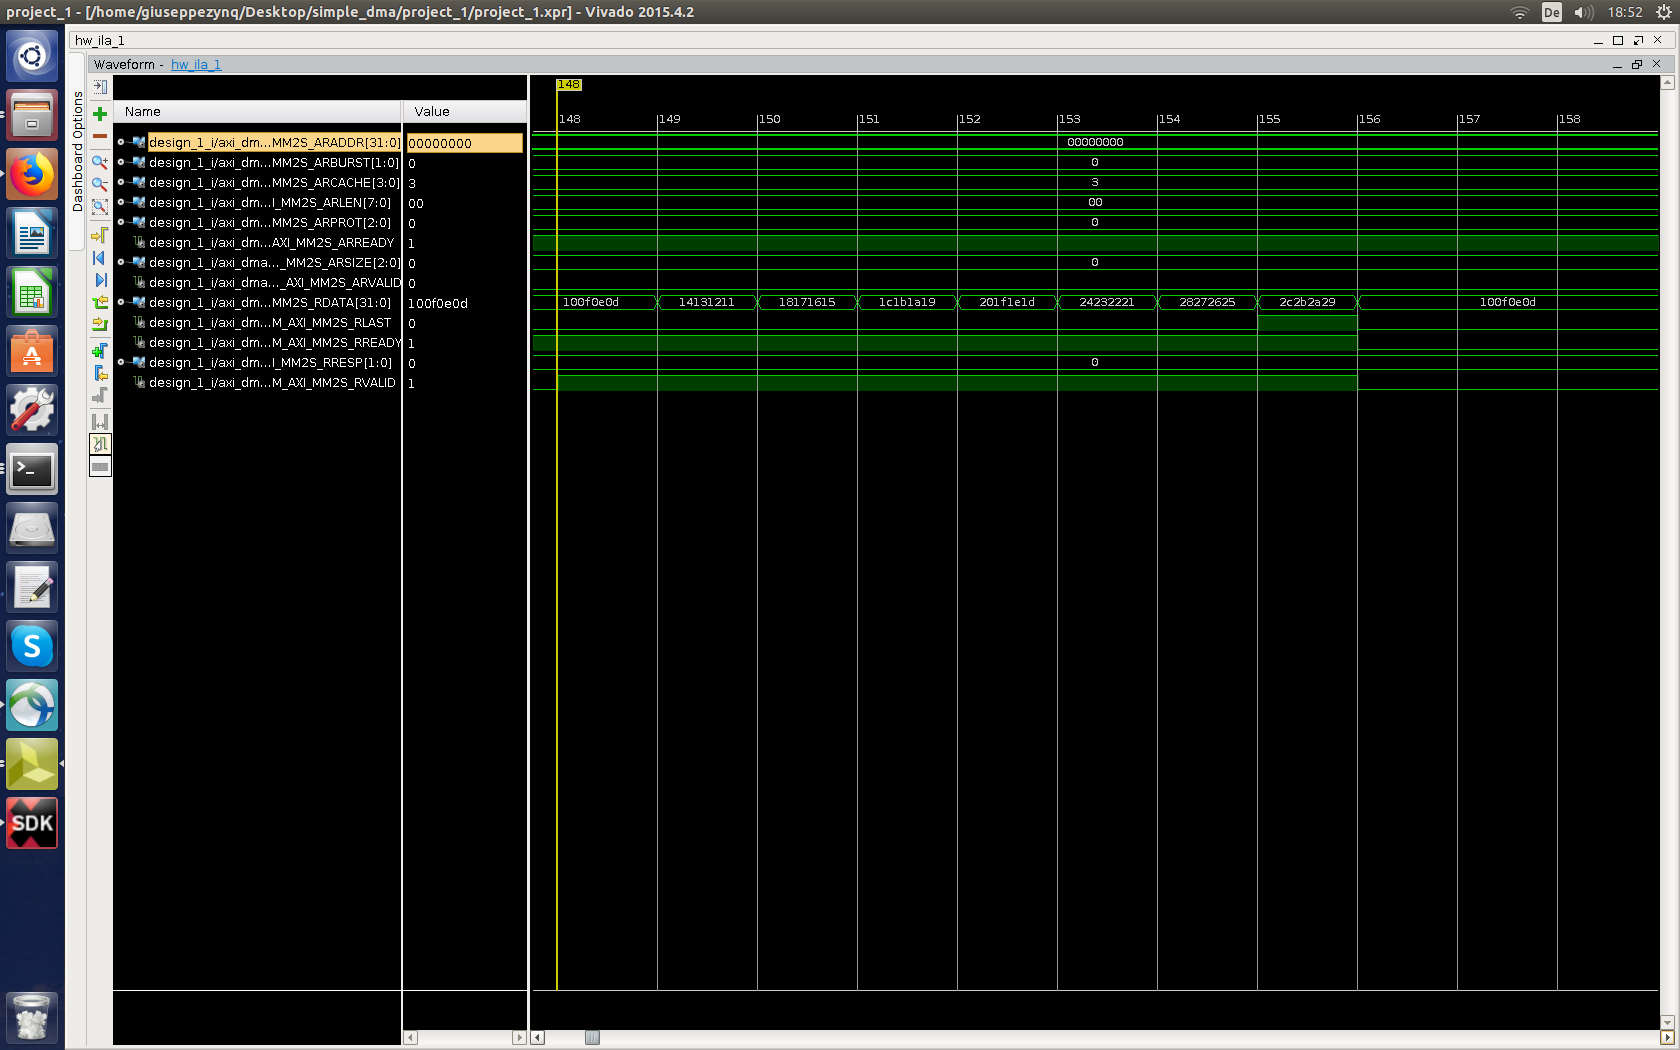 project_1 - [/home/giuseppezynq/Desktop/simple_dma/project_1/project_1.xpr] - Vivado 2015.4.2
De
18:52
hw_ila_1
Waveform - hw_ila_1
Dashboard Options
148
Name Value
148 149 150 151 152 153 154 155 156 157 158
design_1_i/axi_dm...MM2S_ARADDR[31:0] 00000000 00000000
design_1_i/axi_dm...MM2S_ARBURST[1:0] 0 0
design_1_i/axi_dm...MM2S_ARCACHE[3:0] 3 3
design_1_i/axi_dm...I_MM2S_ARLEN[7:0] 00 00
design_1_i/axi_dm...MM2S_ARPROT[2:0] 0 0
design_1_i/axi_dm...AXI_MM2S_ARREADY 1
design_1_i/axi_dma..._MM2S_ARSIZE[2:0] 0 0
design_1_i/axi_dma..._AXI_MM2S_ARVALID 0
design_1_i/axi_dm...MM2S_RDATA[31:0] 100f0e0d 100f0e0d 14131211 18171615 1c1b1a19 201f1e1d 24232221 28272625 2c2b2a29 100f0e0d
design_1_i/axi_dm...M_AXI_MM2S_RLAST 0
design_1_i/axi_dm...M_AXI_MM2S_RREADY 1
design_1_i/axi_dm...I_MM2S_RRESP[1:0] 0 0
design_1_i/axi_dm...M_AXI_MM2S_RVALID 1
S
SDK